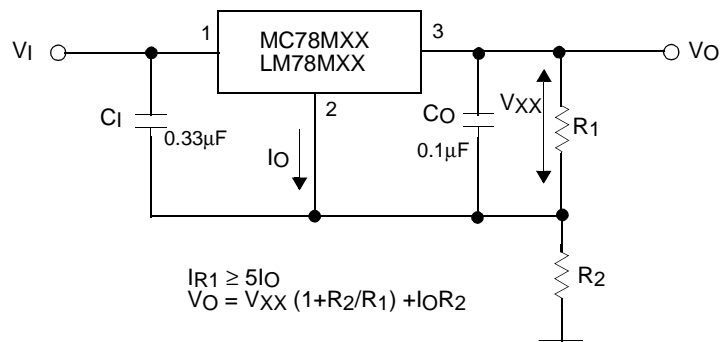 MC78MXX
LM78MXX
1
3
VI
VO
2
CI
0.33μF
IO
CO
0.1μF
VXX
R1
R2
IR1 ≥ 5IO
VO = VXX (1+R2/R1) +IOR2